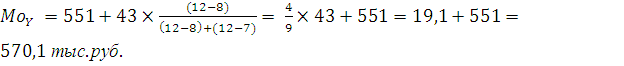 Mo_Y = 551 + 43 × (12−8)/((12−8)+(12−7)) = 4/9 × 43 + 551 = 19,1 + 551 =
570,1 тыс.руб.